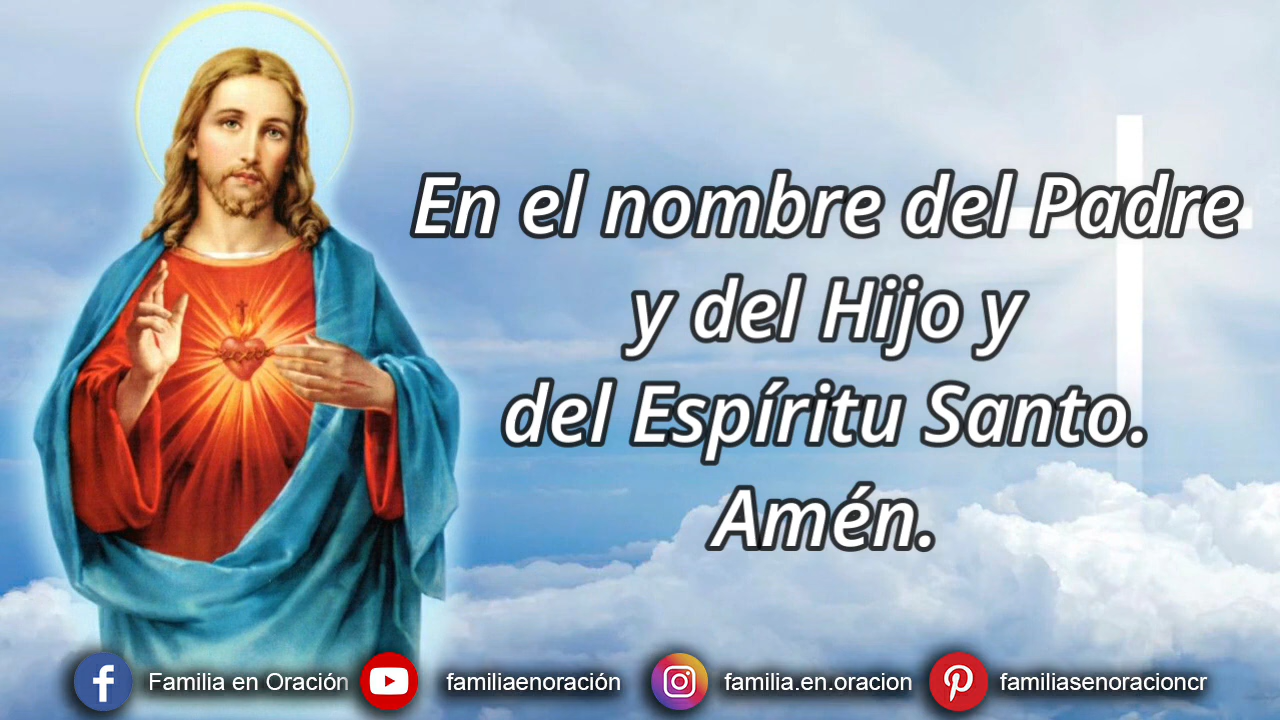 En el nombre del Padre
y del Hijo y
del Espíritu Santo.
Amén.
Familia en Oración familiaenoración familia.en.oracion familiasenoracioncr